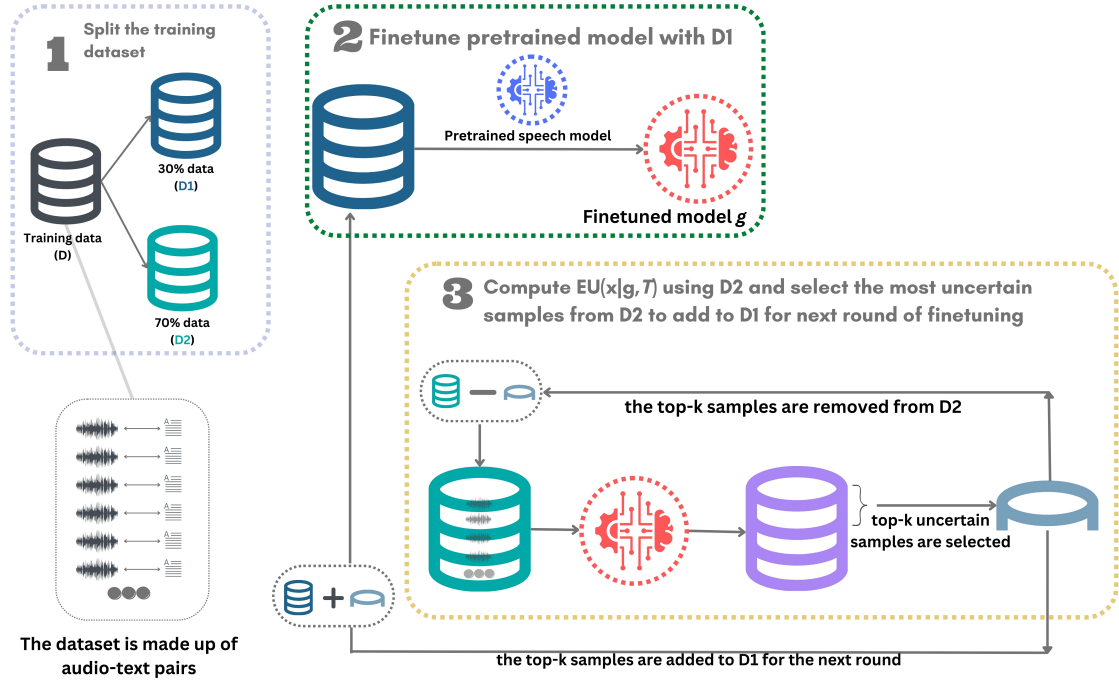 1
Split the training
dataset
30% data
(D1)
Training data
(D)
70% data
(D2)
2
Finetune pretrained model with D1
Pretrained speech model
Finetuned model g
3
Compute EU(x|g,T) using D2 and select the most uncertain
samples from D2 to add to D1 for next round of finetuning
the top-k samples are removed from D2
top-k uncertain
samples are selected
A
A
A
A
A
A
The dataset is made up of
audio-text pairs
+
the top-k samples are added to D1 for the next round